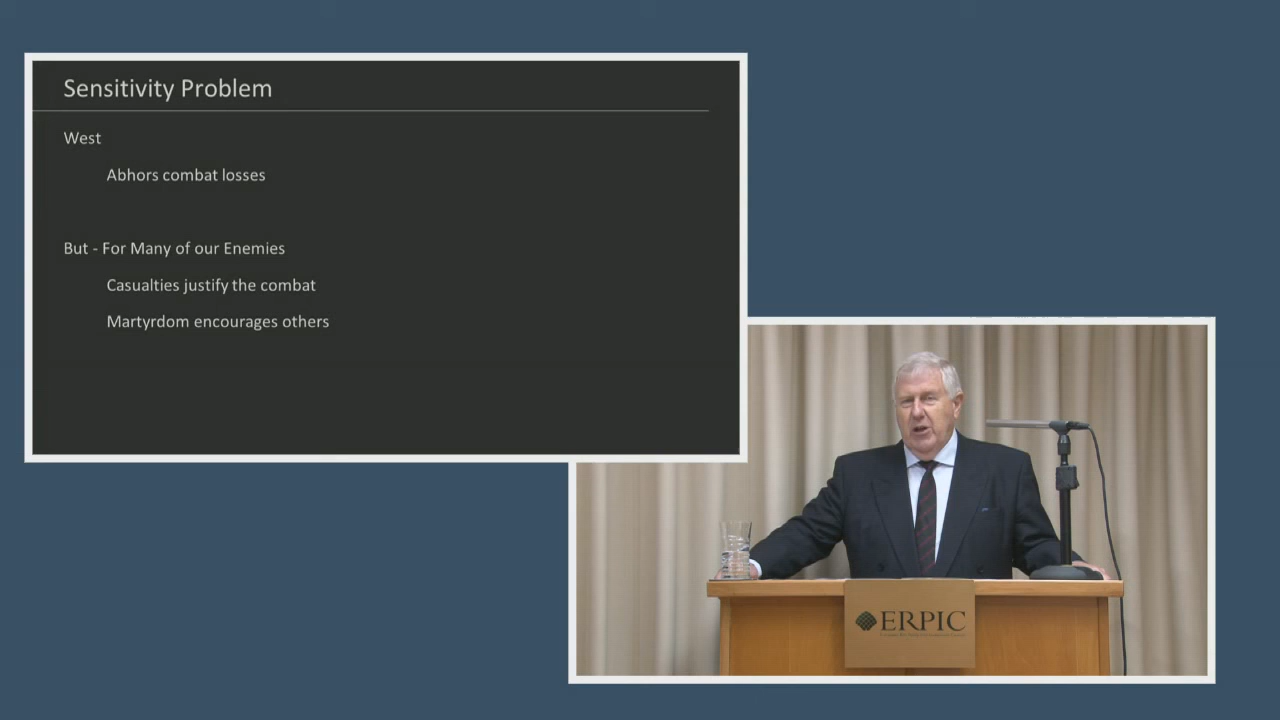 Sensitivity Problem
West
Abhors combat losses
But - For Many of our Enemies
Casualties justify the combat
Martyrdom encourages others
ERPIC